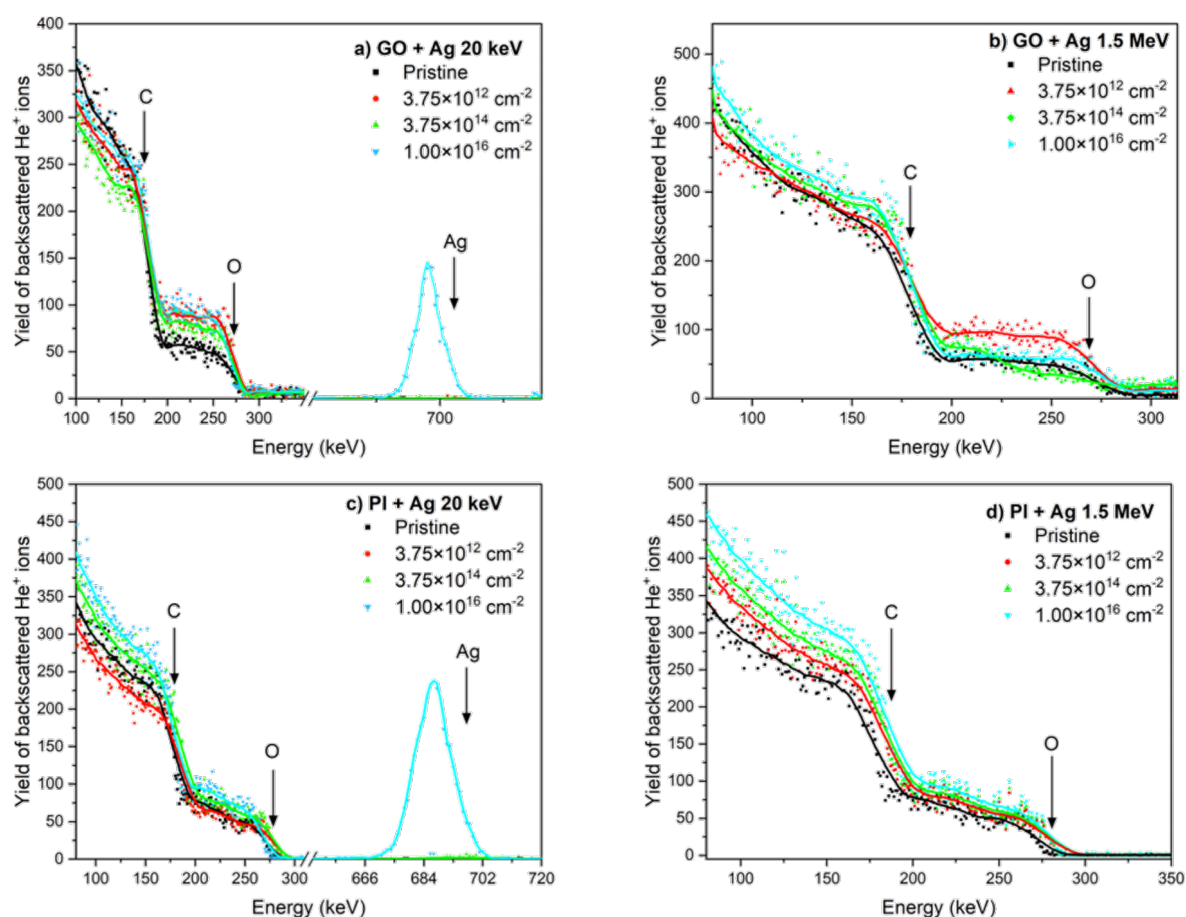 a) GO + Ag 20 keV
Pristine
3.75×10¹² cm⁻²
3.75×10¹⁴ cm⁻²
1.00×10¹⁶ cm⁻²
C
O
Ag
Yield of backscattered He⁺ ions
400
350
300
250
200
150
100
50
0
100 150 200 250 300 700
Energy (keV)
b) GO + Ag 1.5 MeV
Pristine
3.75×10¹² cm⁻²
3.75×10¹⁴ cm⁻²
1.00×10¹⁶ cm⁻²
C
O
Yield of backscattered He⁺ ions
500
400
300
200
100
0
100 150 200 250 300
Energy (keV)
c) PI + Ag 20 keV
Pristine
3.75×10¹² cm⁻²
3.75×10¹⁴ cm⁻²
1.00×10¹⁶ cm⁻²
C
O
Ag
Yield of backscattered He⁺ ions
500
450
400
350
300
250
200
150
100
50
0
100 150 200 250 300 666 684 702 720
Energy (keV)
d) PI + Ag 1.5 MeV
Pristine
3.75×10¹² cm⁻²
3.75×10¹⁴ cm⁻²
1.00×10¹⁶ cm⁻²
C
O
Yield of backscattered He⁺ ions
500
450
400
350
300
250
200
150
100
50
0
100 150 200 250 300 350
Energy (keV)